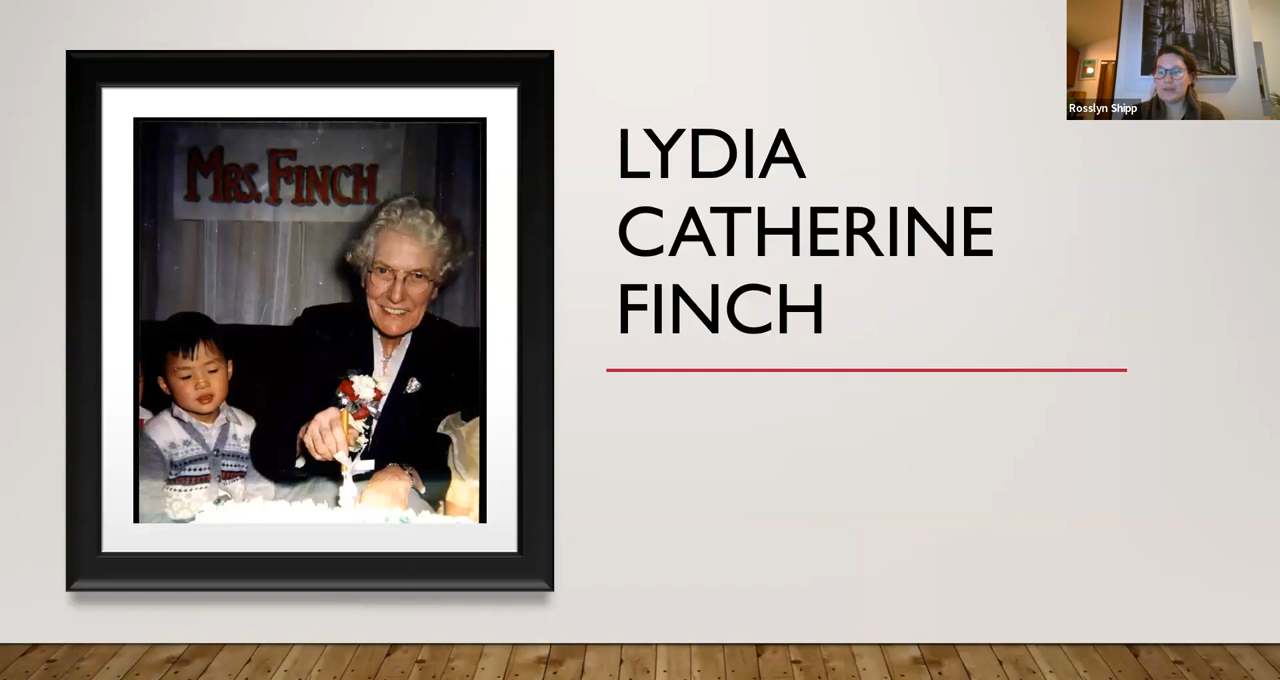 Mrs. Finch
LYDIA
CATHERINE
FINCH
Rosslyn Shipp